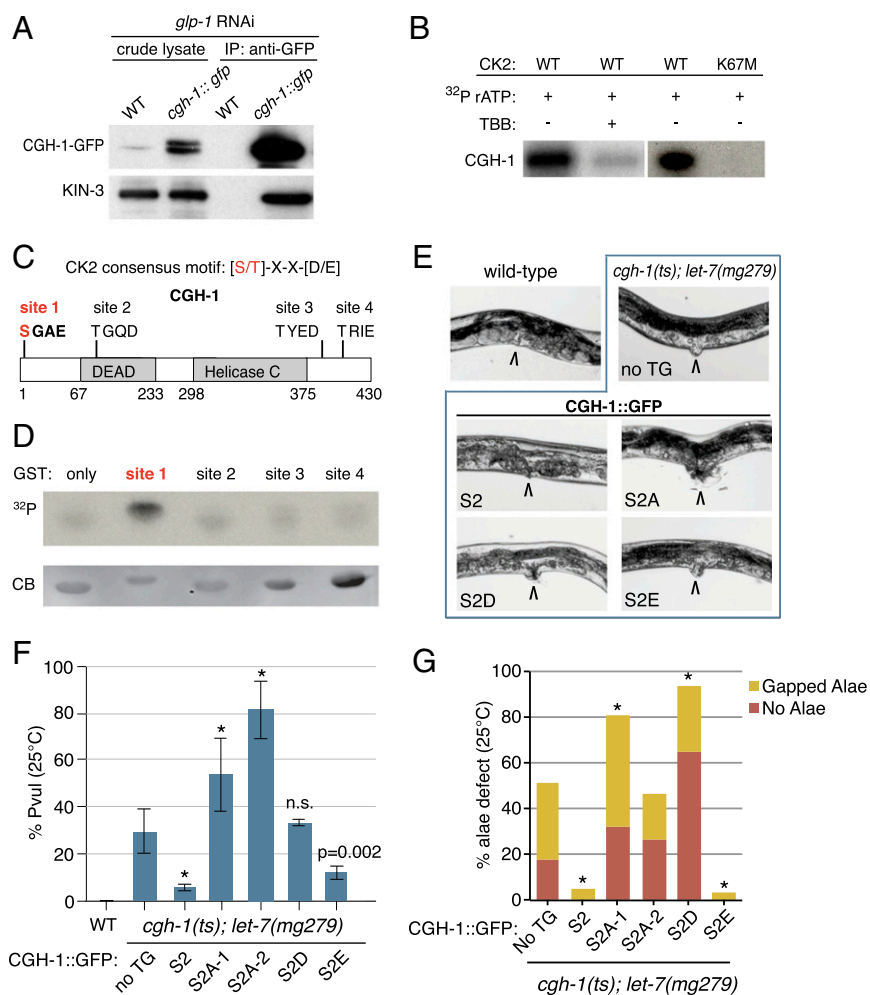 A
glp-1 RNAi
crude lysate
IP: anti-GFP
WT
cgh-1:: gfp
WT
cgh-1::gfp
CGH-1-GFP
KIN-3
B
CK2: WT WT WT K67M
32P rATP: + + + +
TBB: - + - -
CGH-1
C
CK2 consensus motif: [S/T]-X-X-[D/E]
CGH-1
site 1 site 2 site 3 site 4
SGAE TGQD TYED TRIE
DEAD Helicase C
1 67 233 298 375 430
D
GST: only site 1 site 2 site 3 site 4
32P
CB
E
wild-type
cgh-1(ts); let-7(mg279)
no TG
CGH-1::GFP
S2
S2A
S2D
S2E
F
% Pvul (25°C)
100
80
60
40
20
0
*
*
*
n.s.
p=0.002
WT
cgh-1(ts); let-7(mg279)
CGH-1::GFP:
no TG
S2
S2A-1
S2A-2
S2D
S2E
G
% alae defect (25°C)
100
80
60
40
20
0
*
*
*
*
Gapped Alae
No Alae
CGH-1::GFP:
No TG
S2
S2A-1
S2A-2
S2D
S2E
cgh-1(ts); let-7(mg279)